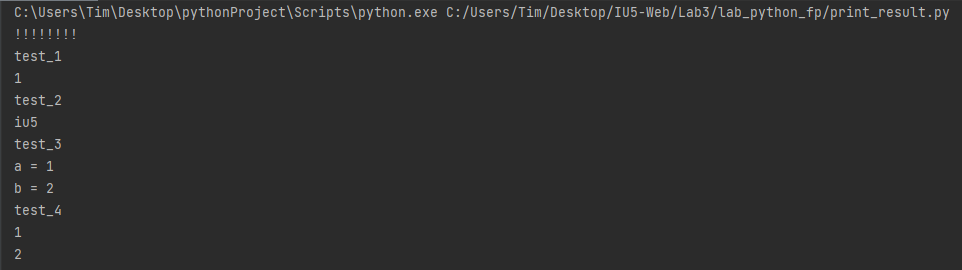 C:\Users\Tim\Desktop\pythonProject\Scripts\python.exe C:/Users/Tim/Desktop/IU5-Web/Lab3/lab_python_fp/print_result.py
!!!!!!!!
test_1
1
test_2
iu5
test_3
a = 1
b = 2
test_4
1
2